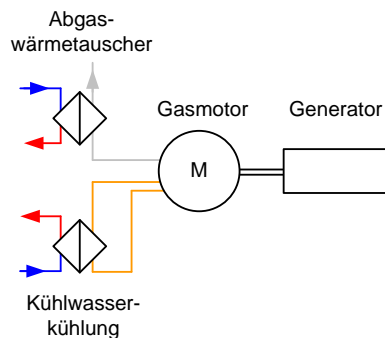 Abgas-
wärmetauscher
Gasmotor
Generator
M
Kühlwasser-
kühlung